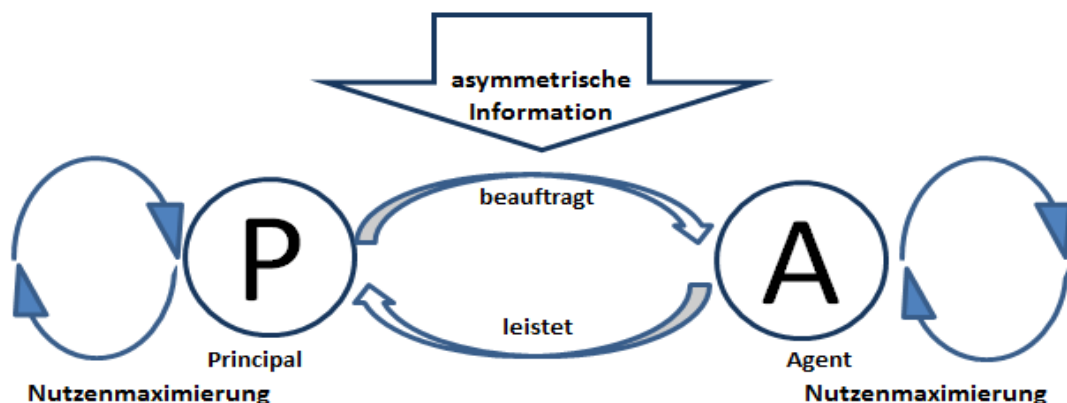 asymmetrische
Information
beauftragt
P
A
leistet
Principal
Agent
Nutzenmaximierung
Nutzenmaximierung